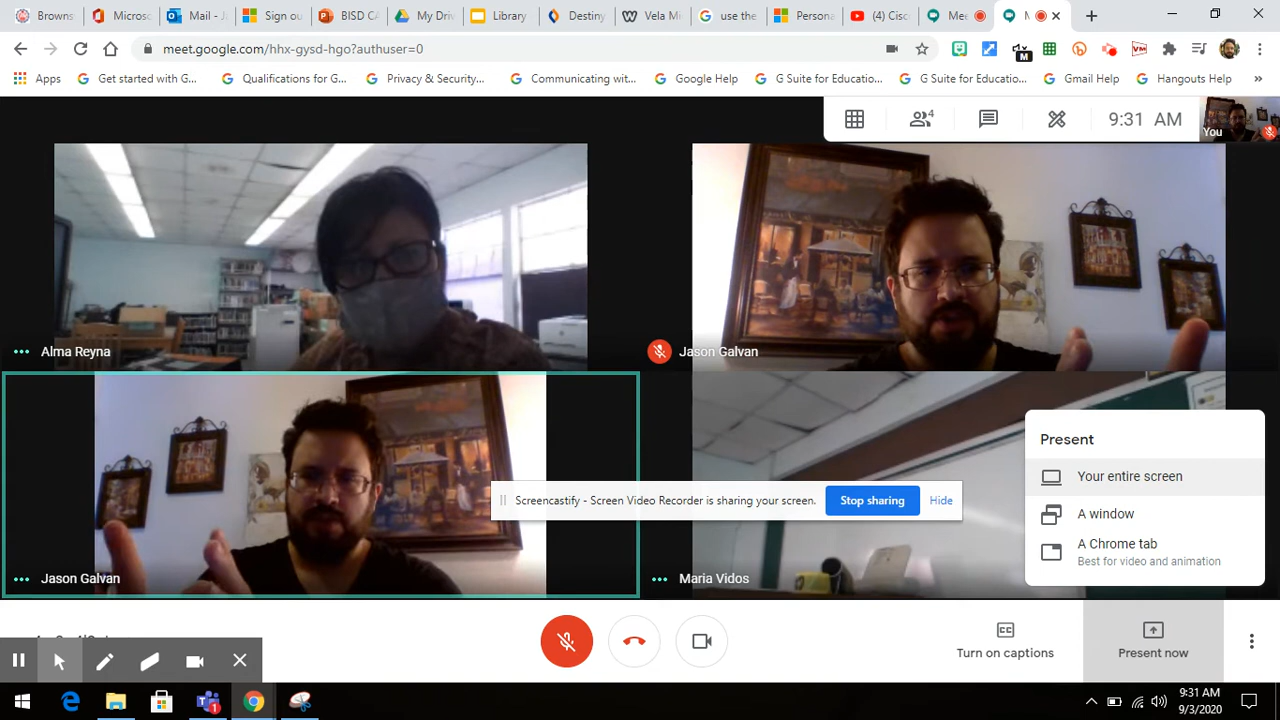 Browns
Microso
Mail - J
Sign ou
BISD CA
My Driv
Library
Destiny
Vela Mi
use the
Persona
(4) Cisc
Mee
M
meet.google.com/hhx-gysd-hgo?authuser=0
Apps
Get started with G...
Qualifications for G...
Privacy & Security...
Communicating wit...
Google Help
G Suite for Educatio...
G Suite for Educatio...
Gmail Help
Hangouts Help
4
9:31 AM
You
Alma Reyna
Jason Galvan
Present
Your entire screen
A window
A Chrome tab
Best for video and animation
Screencastify - Screen Video Recorder is sharing your screen.
Stop sharing
Hide
Jason Galvan
Maria Vidos
Turn on captions
Present now
9:31 AM
9/3/2020